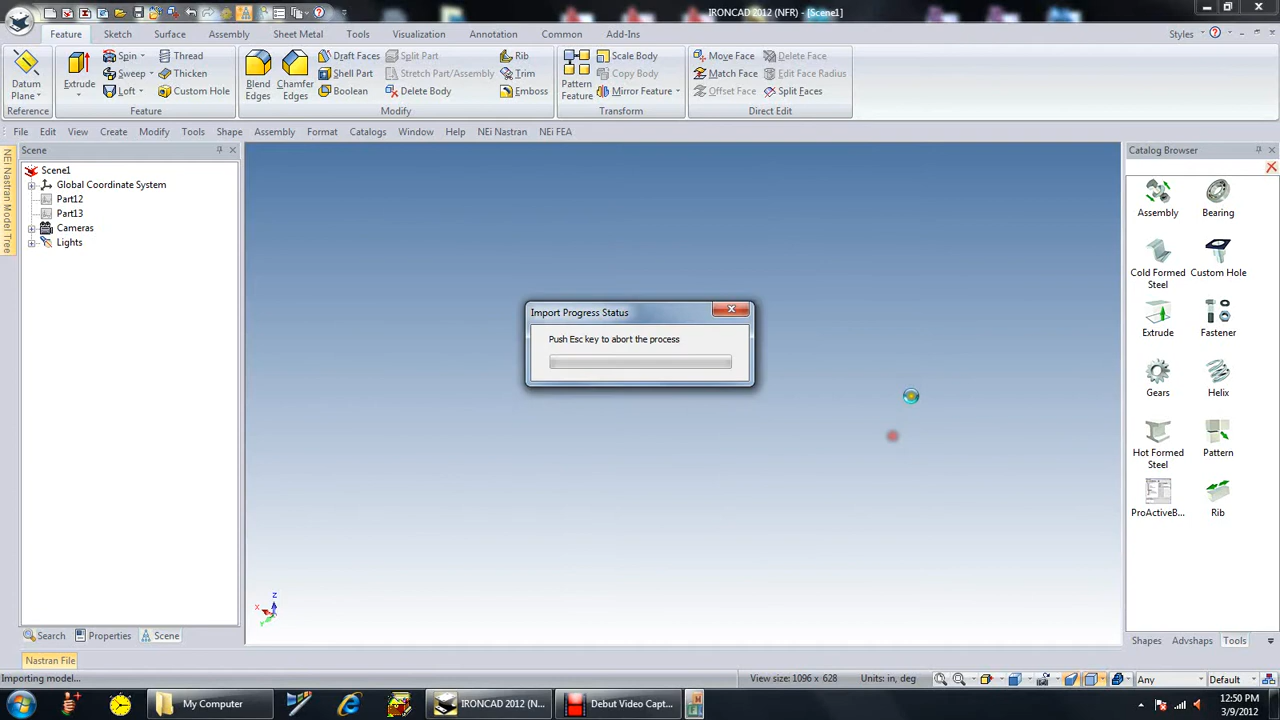 IRONCAD 2012 (NFR) - [Scene1]
Feature Sketch Surface Assembly Sheet Metal Tools Visualization Annotation Common Add-Ins Styles
Datum Plane
Reference
Extrude
Spin
Sweep
Loft
Thread
Thicken
Custom Hole
Feature
Blend Edges
Chamfer Edges
Draft Faces
Shell Part
Boolean
Split Part
Stretch Part/Assembly
Delete Body
Rib
Trim
Emboss
Modify
Pattern Feature
Scale Body
Copy Body
Mirror Feature
Transform
Move Face
Match Face
Offset Face
Delete Face
Edit Face Radius
Split Faces
Direct Edit
File Edit View Create Modify Tools Shape Assembly Format Catalogs Window Help NEi Nastran NEi FEA
NEi Nastran Model Tree
Scene
Scene1
Global Coordinate System
Part12
Part13
Cameras
Lights
Import Progress Status
Push Esc key to abort the process
Z
X
Y
Catalog Browser
Assembly
Bearing
Cold Formed Steel
Custom Hole
Extrude
Fastener
Gears
Helix
Hot Formed Steel
Pattern
ProActiveB...
Rib
Shapes Advshaps Tools
Search Properties Scene
Nastran File
Importing model...
View size: 1096 x 628 Units: in, deg
Any
Default
My Computer
IRONCAD 2012 (N...
Debut Video Capt...
12:50 PM
3/9/2012